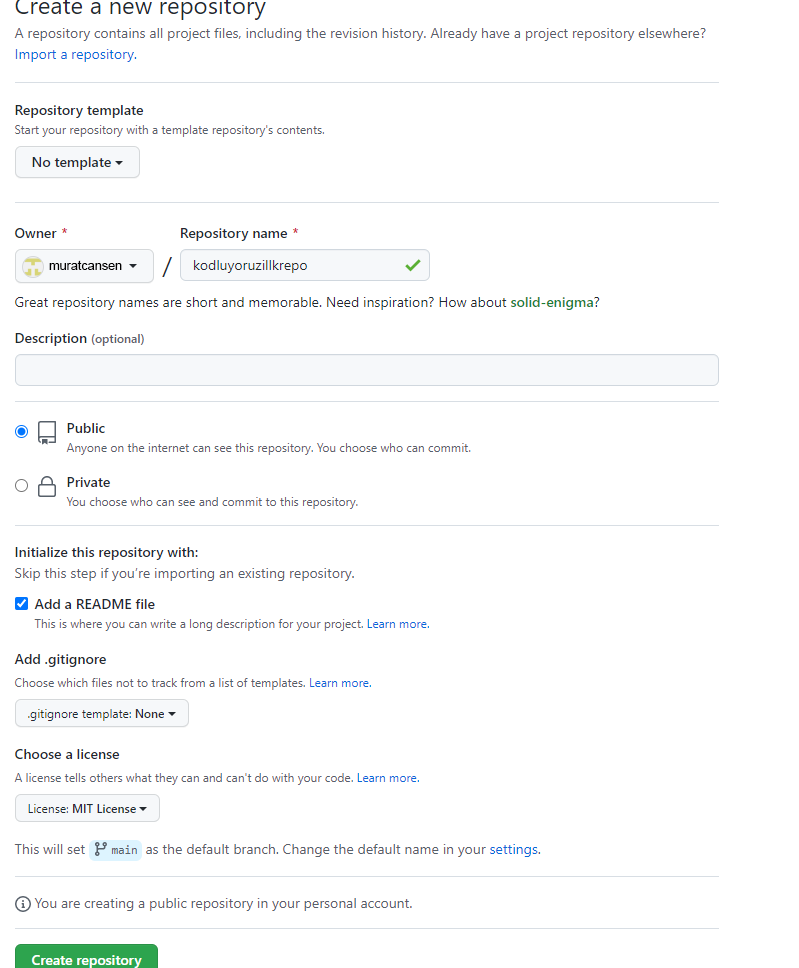 Create a new repository
A repository contains all project files, including the revision history. Already have a project repository elsewhere?
Import a repository.
Repository template
Start your repository with a template repository's contents.
No template
Owner *
Repository name *
muratcansen
/
kodluyoruzillkrepo
Great repository names are short and memorable. Need inspiration? How about solid-enigma?
Description (optional)
Public
Anyone on the internet can see this repository. You choose who can commit.
Private
You choose who can see and commit to this repository.
Initialize this repository with:
Skip this step if you're importing an existing repository.
Add a README file
This is where you can write a long description for your project. Learn more.
Add .gitignore
Choose which files not to track from a list of templates. Learn more.
.gitignore template: None
Choose a license
A license tells others what they can and can't do with your code. Learn more.
License: MIT License
This will set main as the default branch. Change the default name in your settings.
You are creating a public repository in your personal account.
Create repository